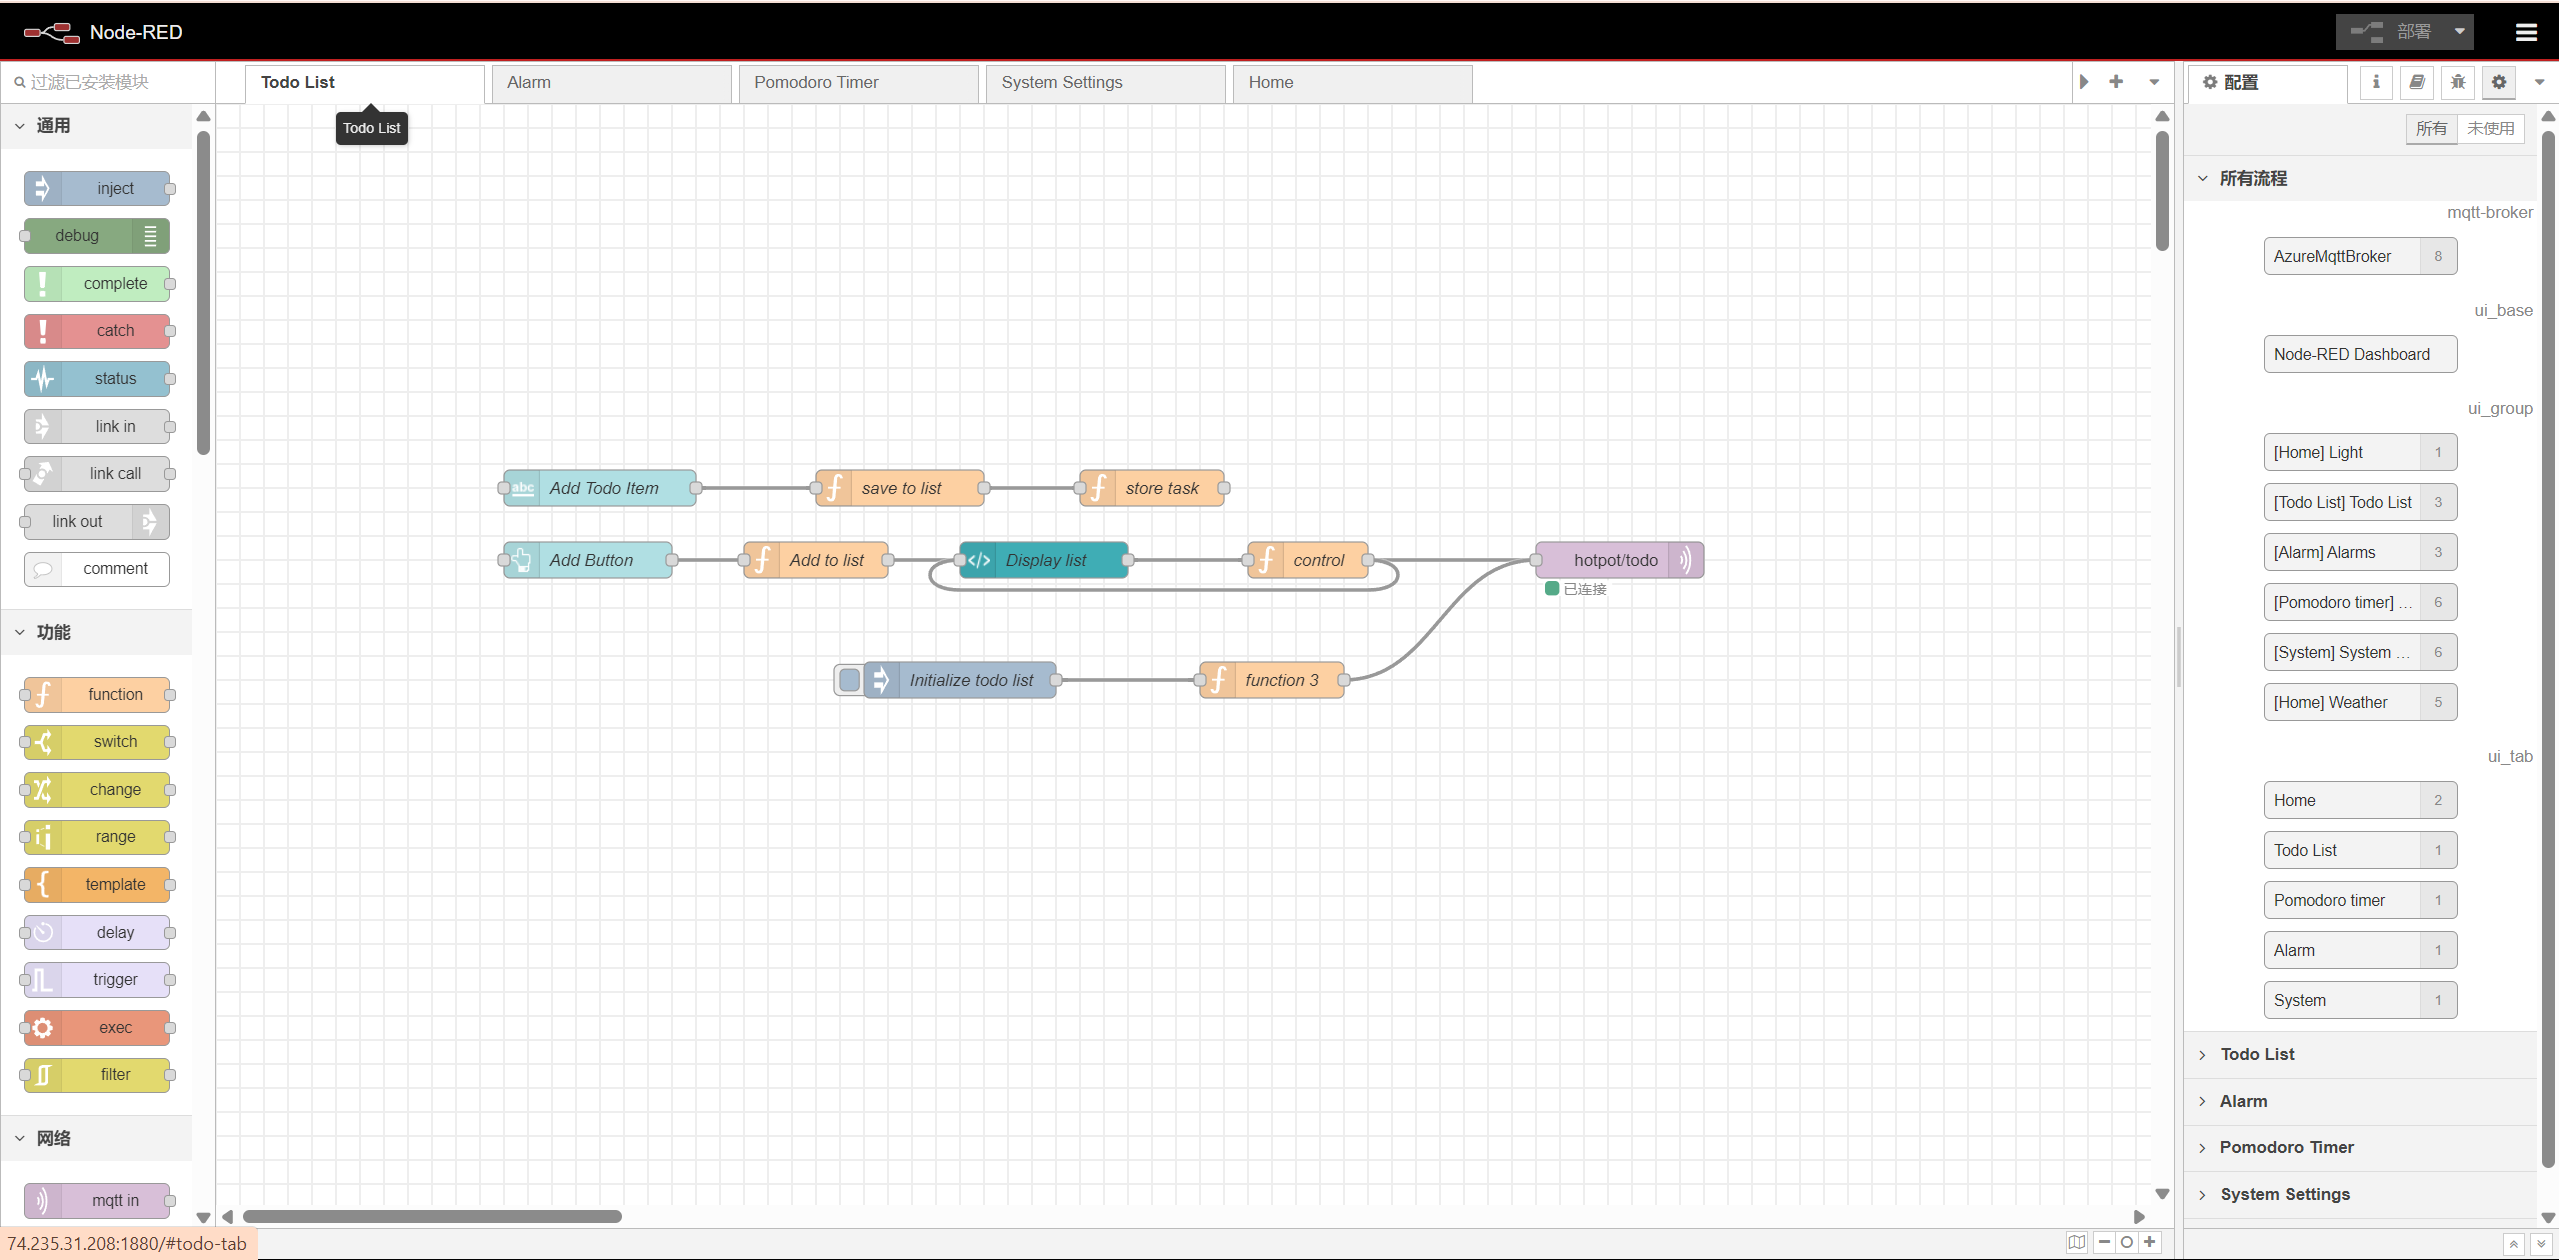 Node-RED
部署
过滤已安装模块
Todo List
Alarm
Pomodoro Timer
System Settings
Home
配置
Todo List
通用
inject
debug
complete
catch
status
link in
link call
link out
comment
功能
function
switch
change
range
template
delay
trigger
exec
filter
网络
mqtt in
abc
Add Todo Item
save to list
store task
Add Button
Add to list
Display list
control
hotpot/todo
已连接
Initialize todo list
function 3
所有
未使用
所有流程
mqtt-broker
AzureMqttBroker 8
ui_base
Node-RED Dashboard
ui_group
[Home] Light 1
[Todo List] Todo List 3
[Alarm] Alarms 3
[Pomodoro timer] ... 6
[System] System ... 6
[Home] Weather 5
ui_tab
Home 2
Todo List 1
Pomodoro timer 1
Alarm 1
System 1
Todo List
Alarm
Pomodoro Timer
System Settings
74.235.31.208:1880/#todo-tab